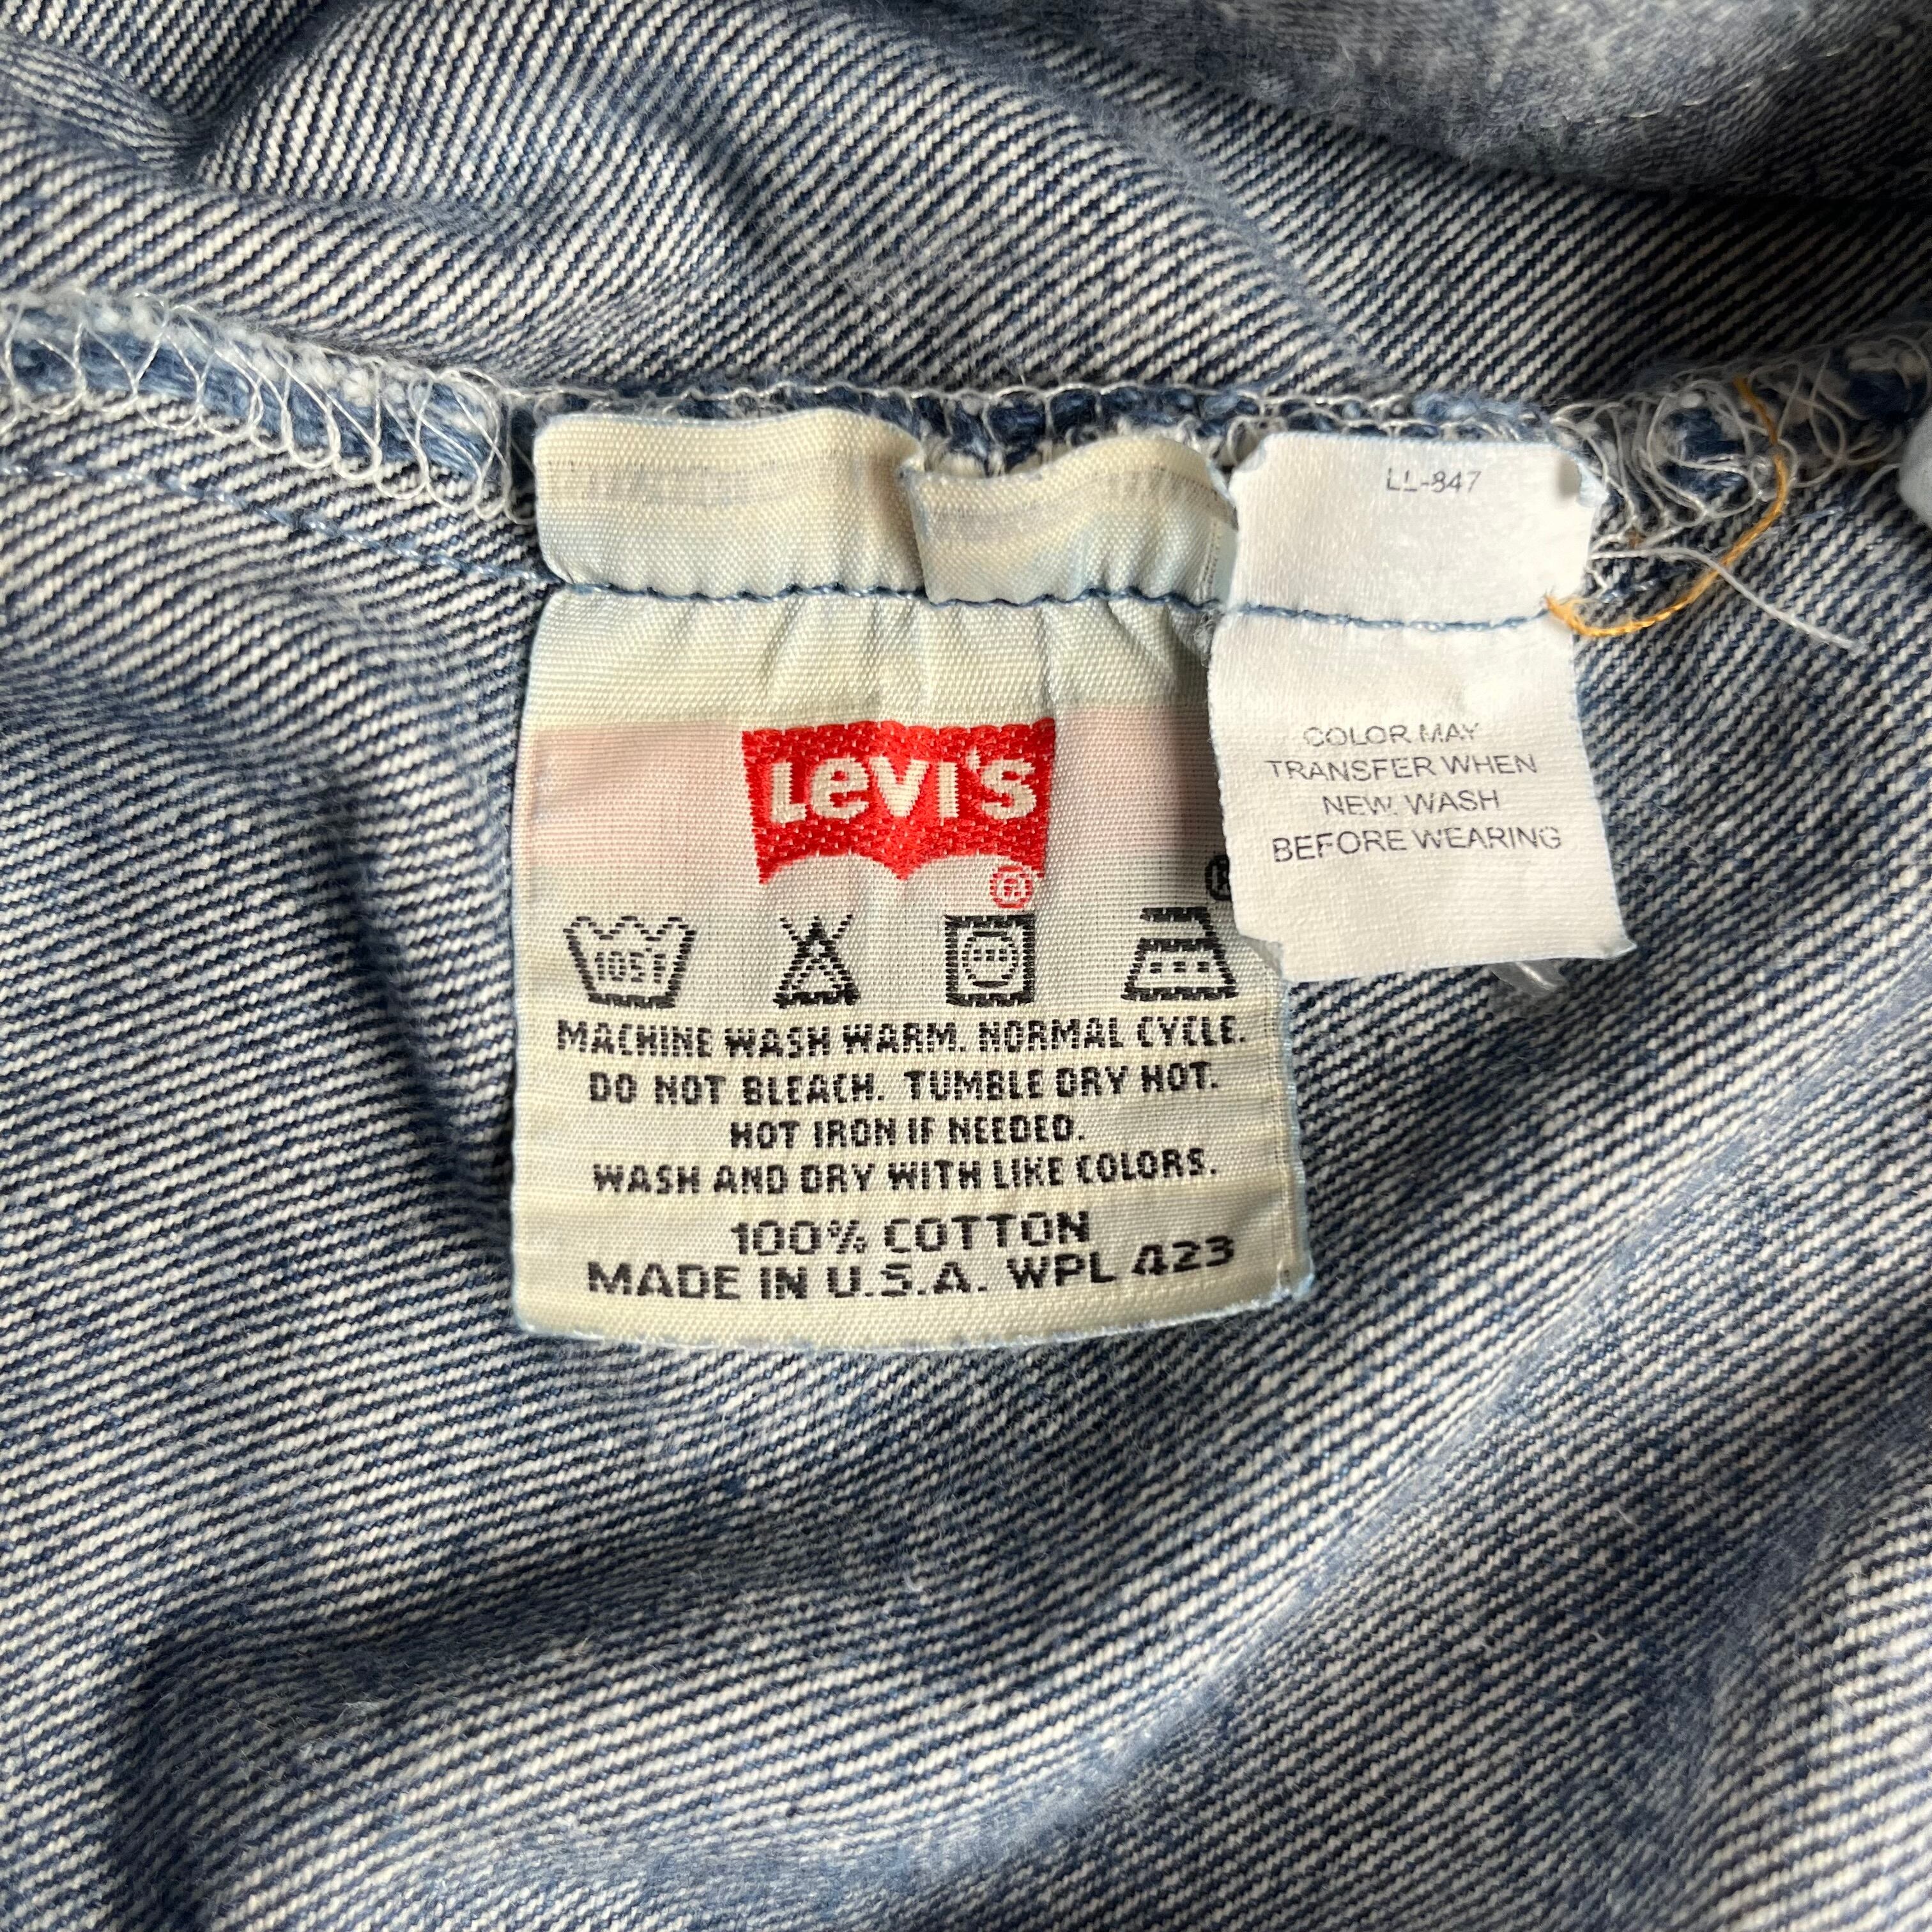 LL-847
COLOR MAY
TRANSFER WHEN
NEW. WASH
BEFORE WEARING
Levi's
®
®
105F
MACHINE WASH WARM. NORMAL CYCLE.
DO NOT BLEACH. TUMBLE DRY HOT.
HOT IRON IF NEEDED.
WASH AND DRY WITH LIKE COLORS.
100% COTTON
MADE IN U.S.A. WPL 423